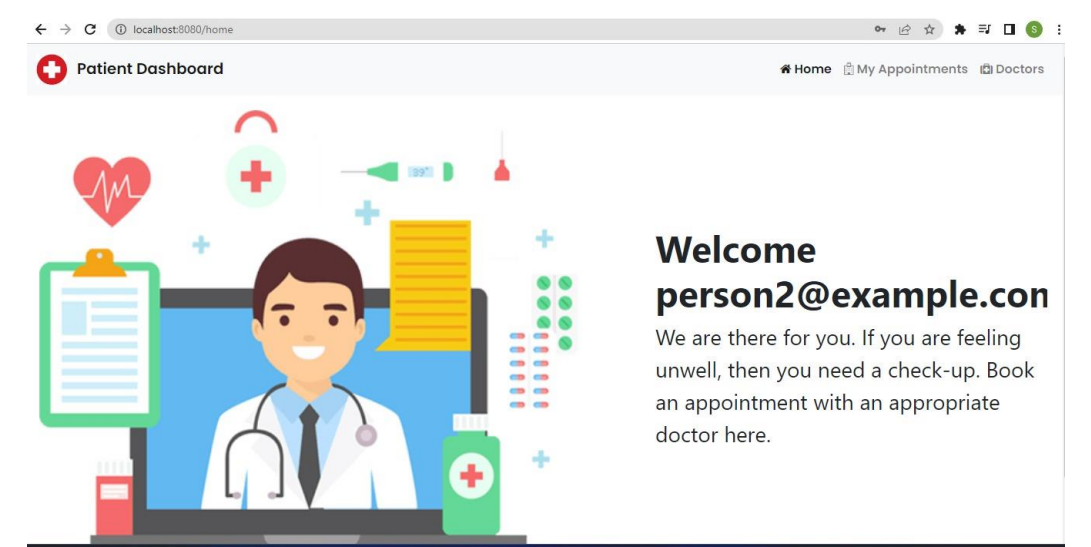 localhost:8080/home
S
Patient Dashboard
Home My Appointments Doctors
39°
Welcome
person2@example.con
We are there for you. If you are feeling
unwell, then you need a check-up. Book
an appointment with an appropriate
doctor here.